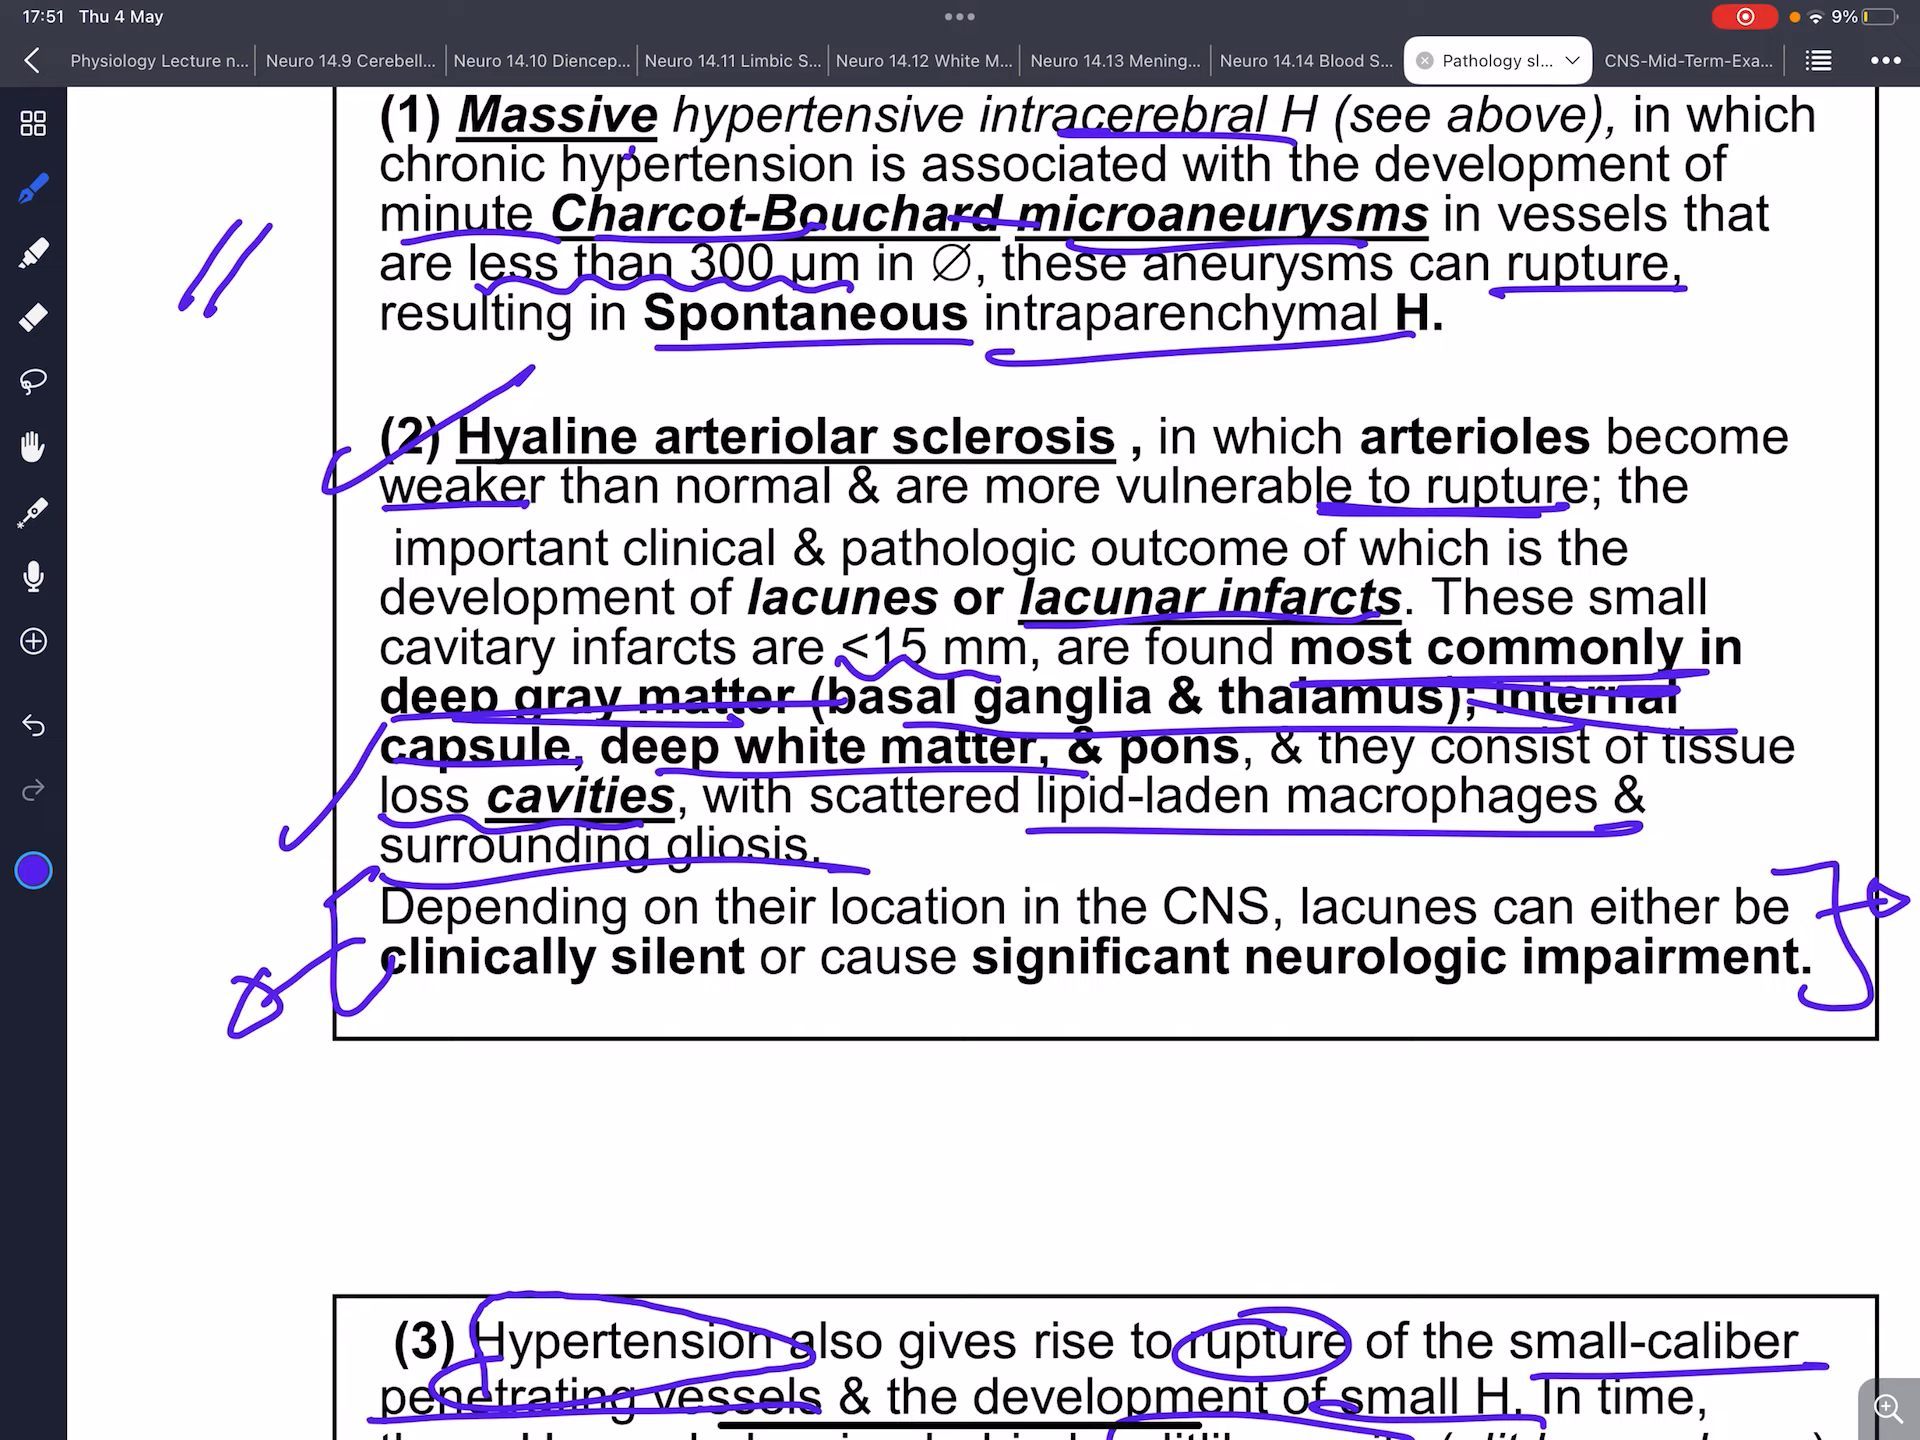 17:51 Thu 4 May
9%
Physiology Lecture n...
Neuro 14.9 Cerebell...
Neuro 14.10 Diencep...
Neuro 14.11 Limbic S...
Neuro 14.12 White M...
Neuro 14.13 Mening...
Neuro 14.14 Blood S...
Pathology sl...
CNS-Mid-Term-Exa...
(1) Massive hypertensive intracerebral H (see above), in which
chronic hypertension is associated with the development of
minute Charcot-Bouchard microaneurysms in vessels that
are less than 300 μm in ∅, these aneurysms can rupture,
resulting in Spontaneous intraparenchymal H.
(2) Hyaline arteriolar sclerosis , in which arterioles become
weaker than normal & are more vulnerable to rupture; the
important clinical & pathologic outcome of which is the
development of lacunes or lacunar infarcts. These small
cavitary infarcts are <15 mm, are found most commonly in
deep gray matter (basal ganglia & thalamus); internal
capsule, deep white matter, & pons, & they consist of tissue
loss cavities, with scattered lipid-laden macrophages &
surrounding gliosis.
Depending on their location in the CNS, lacunes can either be
clinically silent or cause significant neurologic impairment.
(3) Hypertension also gives rise to rupture of the small-caliber
penetrating vessels & the development of small H. In time,